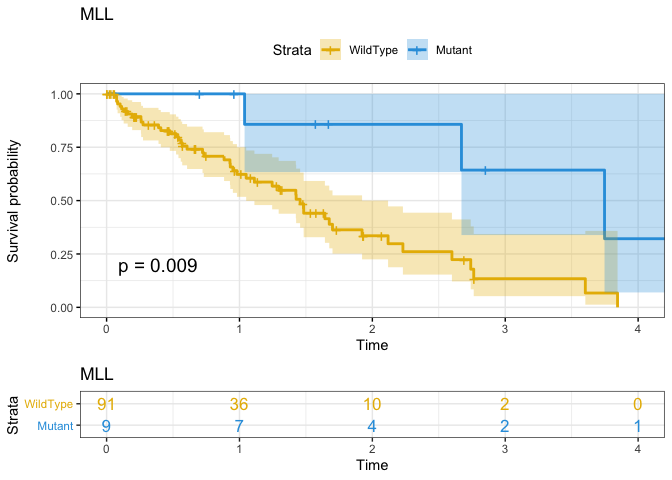 MLL
Strata WildType Mutant
Survival probability
1.00
0.75
0.50
0.25
0.00
p = 0.009
0 1 2 3 4
Time
MLL
Strata
WildType 91 36 10 2 0
Mutant 9 7 4 2 1
0 1 2 3 4
Time